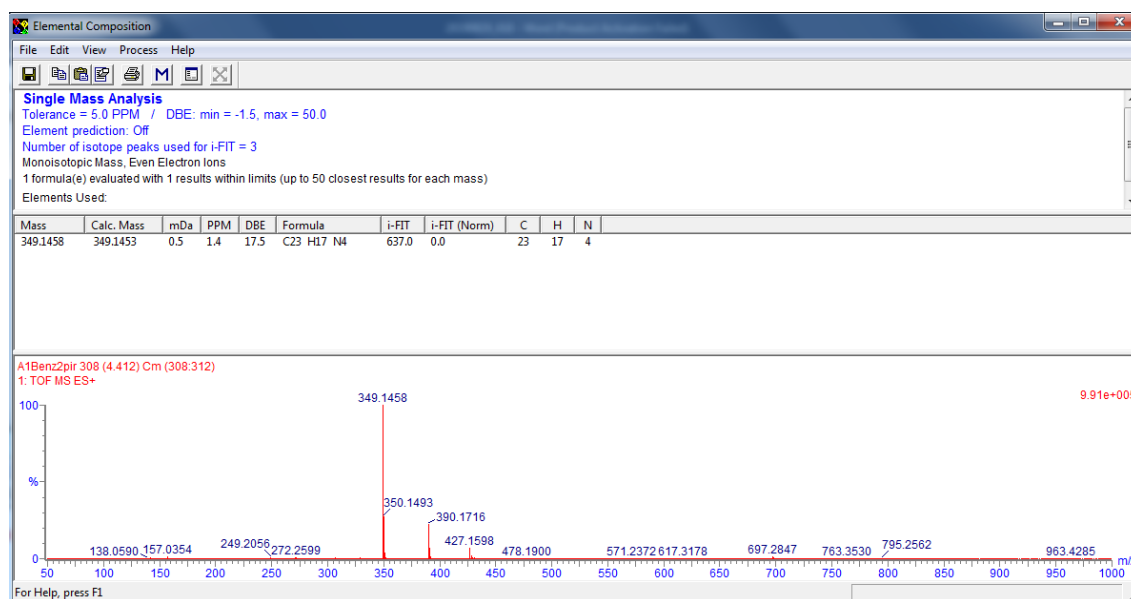 Elemental Composition
File Edit View Process Help
M
Single Mass Analysis
Tolerance = 5.0 PPM / DBE: min = -1.5, max = 50.0
Element prediction: Off
Number of isotope peaks used for i-FIT = 3
Monoisotopic Mass, Even Electron Ions
1 formula(e) evaluated with 1 results within limits (up to 50 closest results for each mass)
Elements Used:
Mass Calc. Mass mDa PPM DBE Formula i-FIT i-FIT (Norm) C H N
349.1458 349.1453 0.5 1.4 17.5 C23 H17 N4 637.0 0.0 23 17 4
A1Benz2pir 308 (4.412) Cm (308:312)
1: TOF MS ES+
9.91e+00
349.1458
100
%
350.1493
390.1716
427.1598
138.0590 157.0354 249.2056 272.2599 478.1900 571.2372 617.3178 697.2847 763.3530 795.2562 963.4285
0
50 100 150 200 250 300 350 400 450 500 550 600 650 700 750 800 850 900 950 1000 m/
For Help, press F1